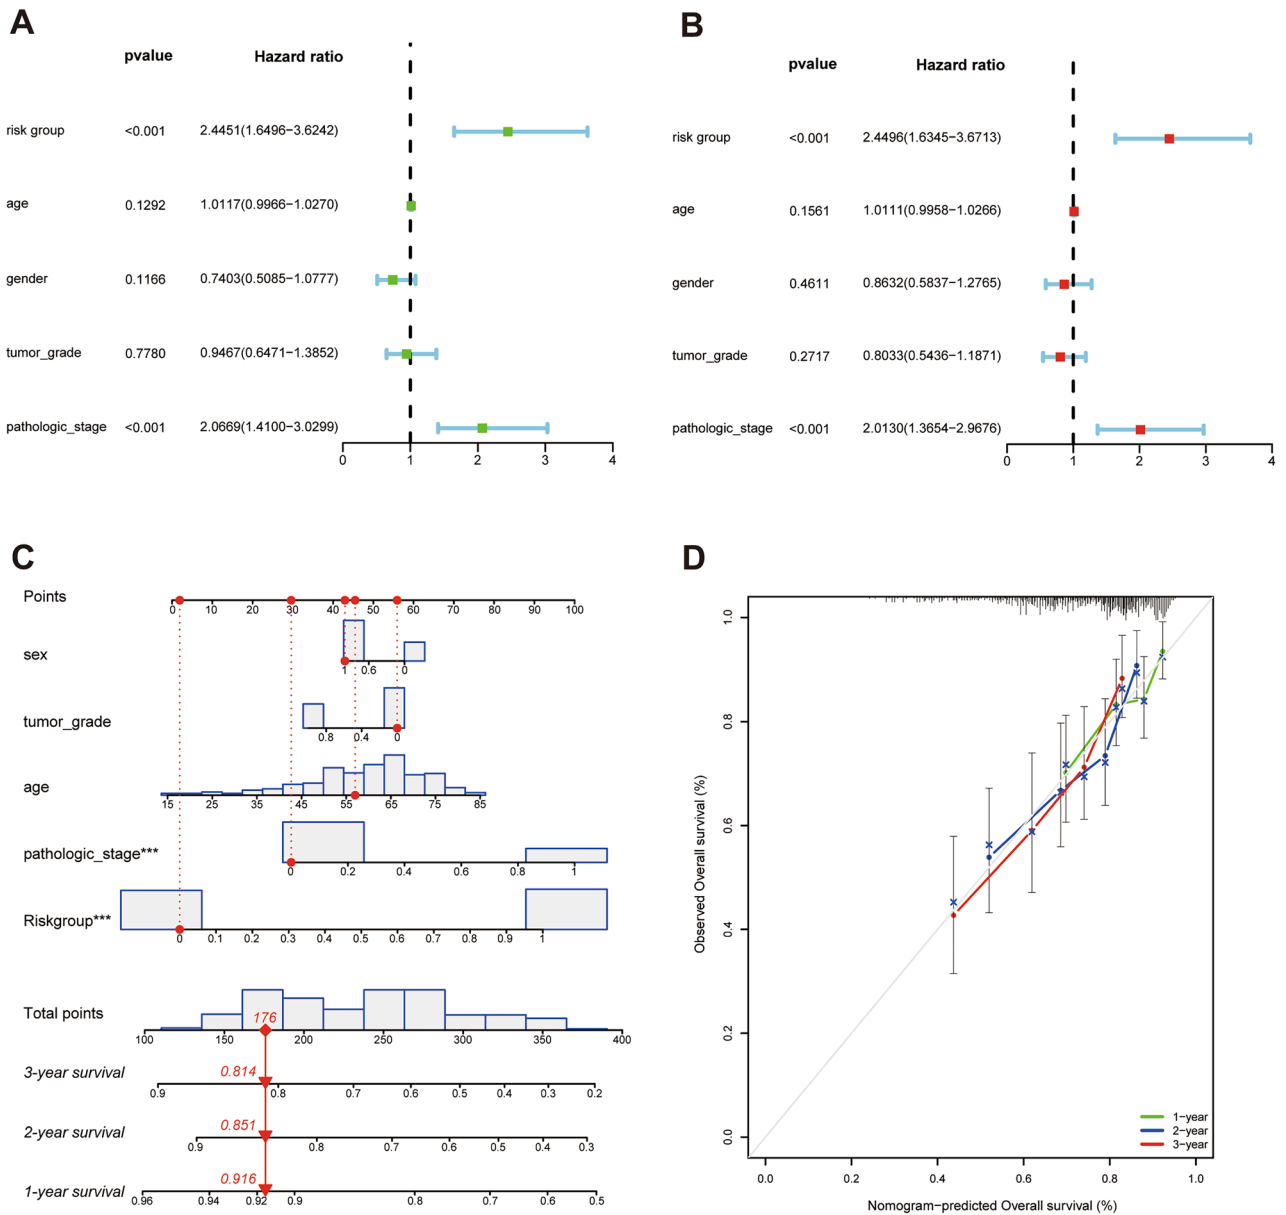 A
pvalue Hazard ratio
risk group <0.001 2.4451(1.6496−3.6242)
age 0.1292 1.0117(0.9966−1.0270)
gender 0.1166 0.7403(0.5085−1.0777)
tumor_grade 0.7780 0.9467(0.6471−1.3852)
pathologic_stage <0.001 2.0669(1.4100−3.0299)
0 1 2 3 4
B
pvalue Hazard ratio
risk group <0.001 2.4496(1.6345−3.6713)
age 0.1561 1.0111(0.9958−1.0266)
gender 0.4611 0.8632(0.5837−1.2765)
tumor_grade 0.2717 0.8033(0.5436−1.1871)
pathologic_stage <0.001 2.0130(1.3654−2.9676)
0 1 2 3 4
C
Points
0 10 20 30 40 50 60 70 80 90 100
sex
1 0.6 0
tumor_grade
0.8 0.4 0
age
15 25 35 45 55 65 75 85
pathologic_stage***
0 0.2 0.4 0.6 0.8 1
Riskgroup***
0 0.1 0.2 0.3 0.4 0.5 0.6 0.7 0.8 0.9 1
Total points
176
100 150 200 250 300 350 400
3-year survival
0.814
0.9 0.8 0.7 0.6 0.5 0.4 0.3 0.2
2-year survival
0.851
0.9 0.8 0.7 0.6 0.5 0.4 0.3
1-year survival
0.916
0.96 0.94 0.92 0.9 0.8 0.7 0.6 0.5
D
Observed Overall survival (%)
1.0
0.8
0.6
0.4
0.2
0.0
1−year
2−year
3−year
0.0 0.2 0.4 0.6 0.8 1.0
Nomogram−predicted Overall survival (%)